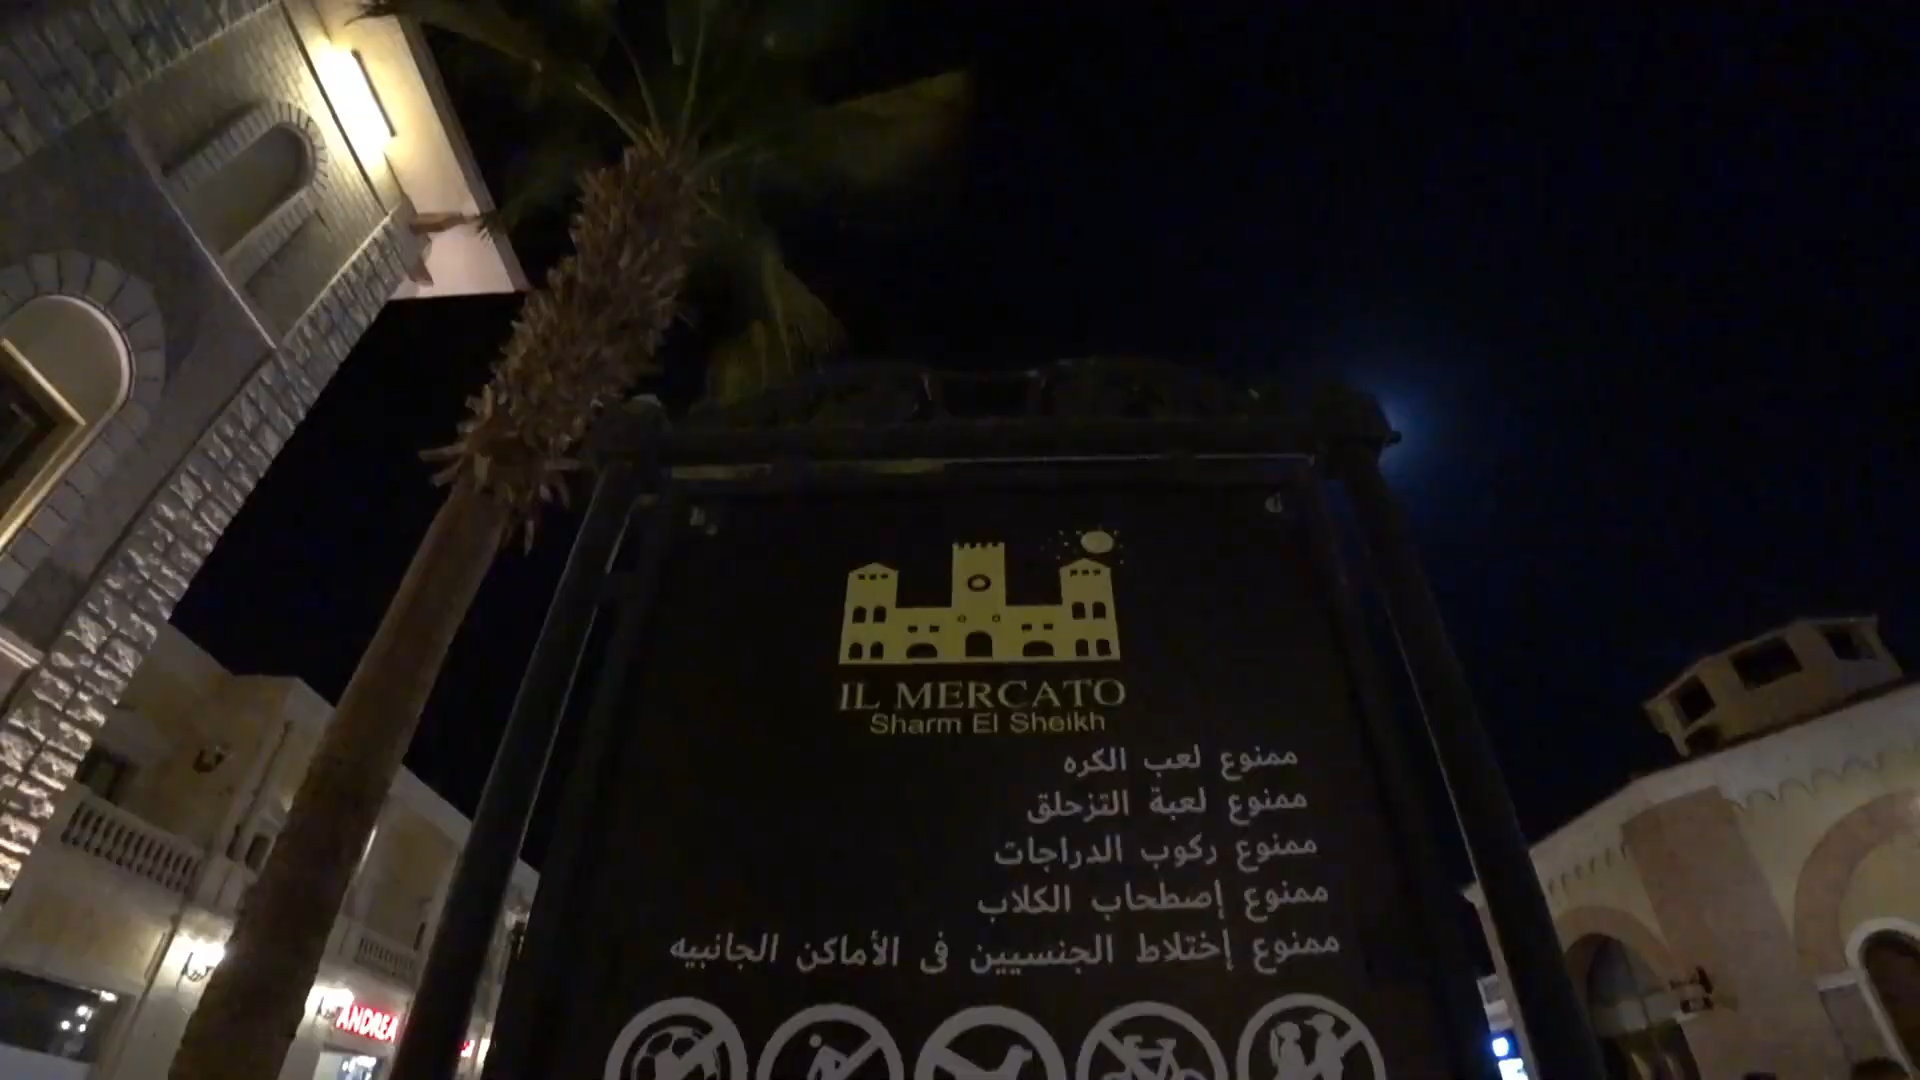 IL MERCATO
Sharm El Sheikh
ممنوع لعب الكره
ممنوع لعبة التزحلق
ممنوع ركوب الدراجات
ممنوع إصطحاب الكلاب
ممنوع إختلاط الجنسيين فى الأماكن الجانبيه
ANDREA